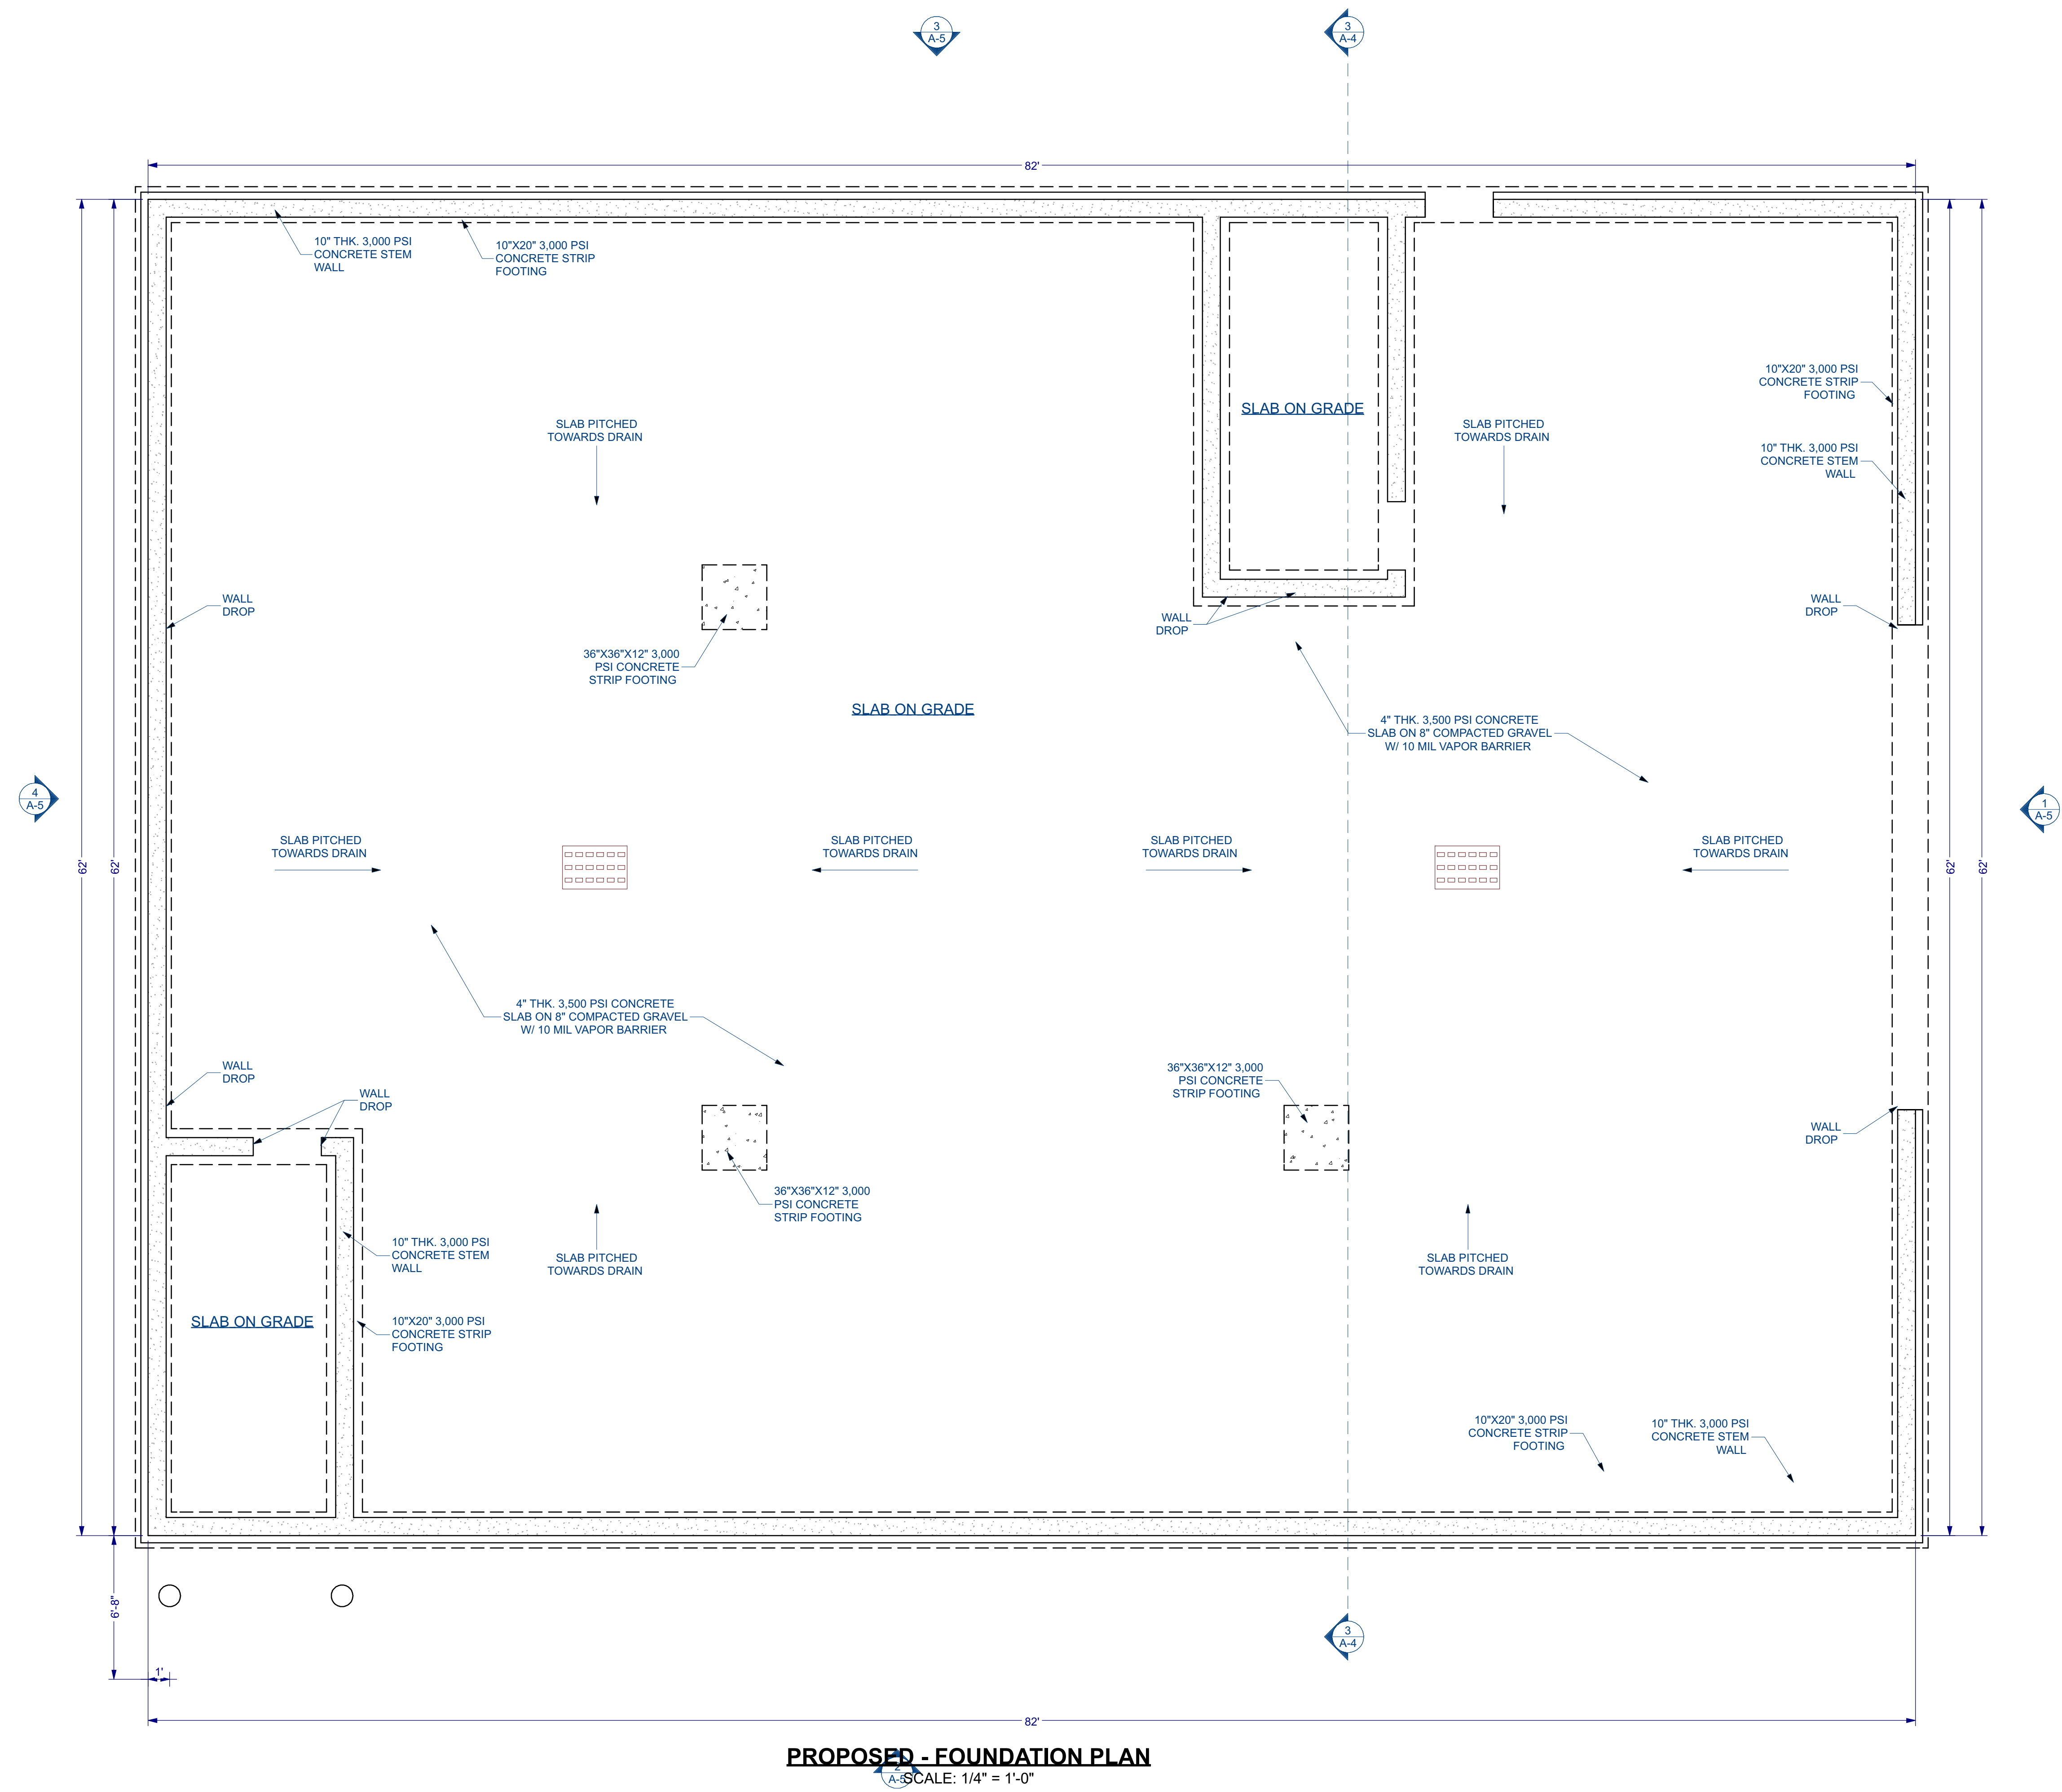 3
A-5
3
A-4
82'
10" THK. 3,000 PSI
CONCRETE STEM
WALL
10"X20" 3,000 PSI
CONCRETE STRIP
FOOTING
10"X20" 3,000 PSI
CONCRETE STRIP
FOOTING
SLAB ON GRADE
SLAB PITCHED
TOWARDS DRAIN
SLAB PITCHED
TOWARDS DRAIN
10" THK. 3,000 PSI
CONCRETE STEM
WALL
WALL
DROP
WALL
DROP
WALL
DROP
36"X36"X12" 3,000
PSI CONCRETE
STRIP FOOTING
SLAB ON GRADE
4" THK. 3,500 PSI CONCRETE
SLAB ON 8" COMPACTED GRAVEL
W/ 10 MIL VAPOR BARRIER
4
A-5
1
A-5
62'
62'
SLAB PITCHED
TOWARDS DRAIN
SLAB PITCHED
TOWARDS DRAIN
SLAB PITCHED
TOWARDS DRAIN
SLAB PITCHED
TOWARDS DRAIN
62'
62'
4" THK. 3,500 PSI CONCRETE
SLAB ON 8" COMPACTED GRAVEL
W/ 10 MIL VAPOR BARRIER
WALL
DROP
WALL
DROP
36"X36"X12" 3,000
PSI CONCRETE
STRIP FOOTING
WALL
DROP
36"X36"X12" 3,000
PSI CONCRETE
STRIP FOOTING
10" THK. 3,000 PSI
CONCRETE STEM
WALL
SLAB PITCHED
TOWARDS DRAIN
SLAB PITCHED
TOWARDS DRAIN
SLAB ON GRADE
10"X20" 3,000 PSI
CONCRETE STRIP
FOOTING
10"X20" 3,000 PSI
CONCRETE STRIP
FOOTING
10" THK. 3,000 PSI
CONCRETE STEM
WALL
6'-8"
3
A-4
1'
82'
PROPOSED - FOUNDATION PLAN
2
A-5
SCALE: 1/4" = 1'-0"